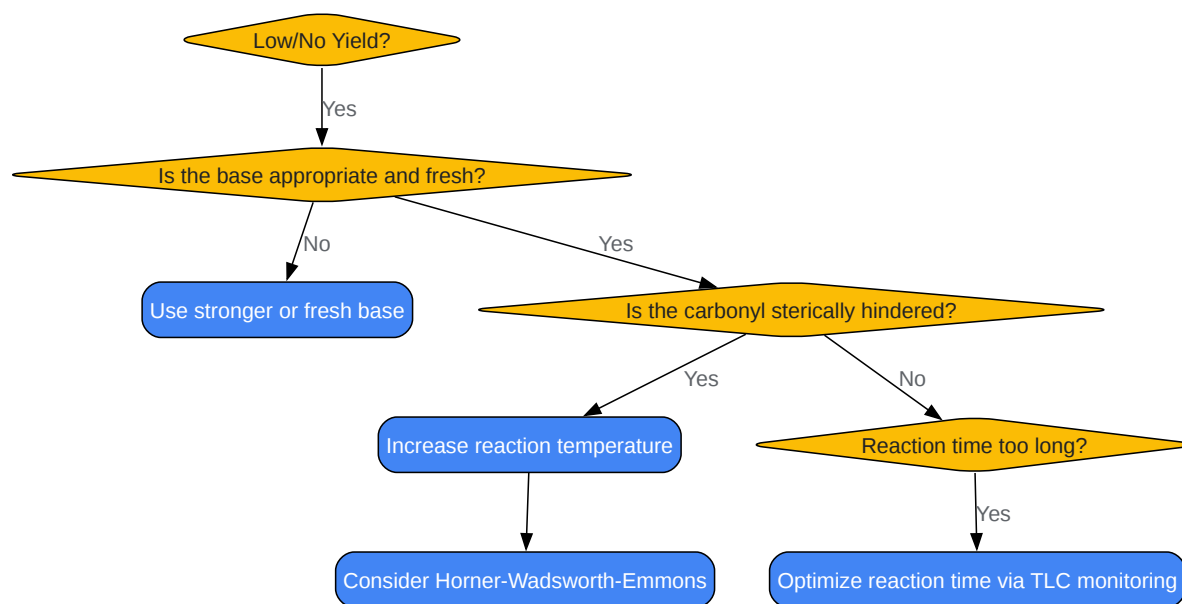 Low/No Yield?
Yes
Is the base appropriate and fresh?
No
Yes
Use stronger or fresh base
Is the carbonyl sterically hindered?
Yes
No
Increase reaction temperature
Reaction time too long?
Yes
Consider Horner-Wadsworth-Emmons
Optimize reaction time via TLC monitoring